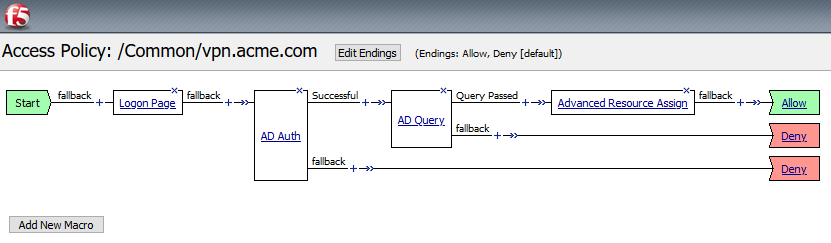 f5
Access Policy: /Common/vpn.acme.com Edit Endings (Endings: Allow, Deny [default])
Start fallback + Logon Page fallback + AD Auth Successful + AD Query Query Passed + Advanced Resource Assign fallback + Allow
fallback + Deny
fallback + Deny
Add New Macro